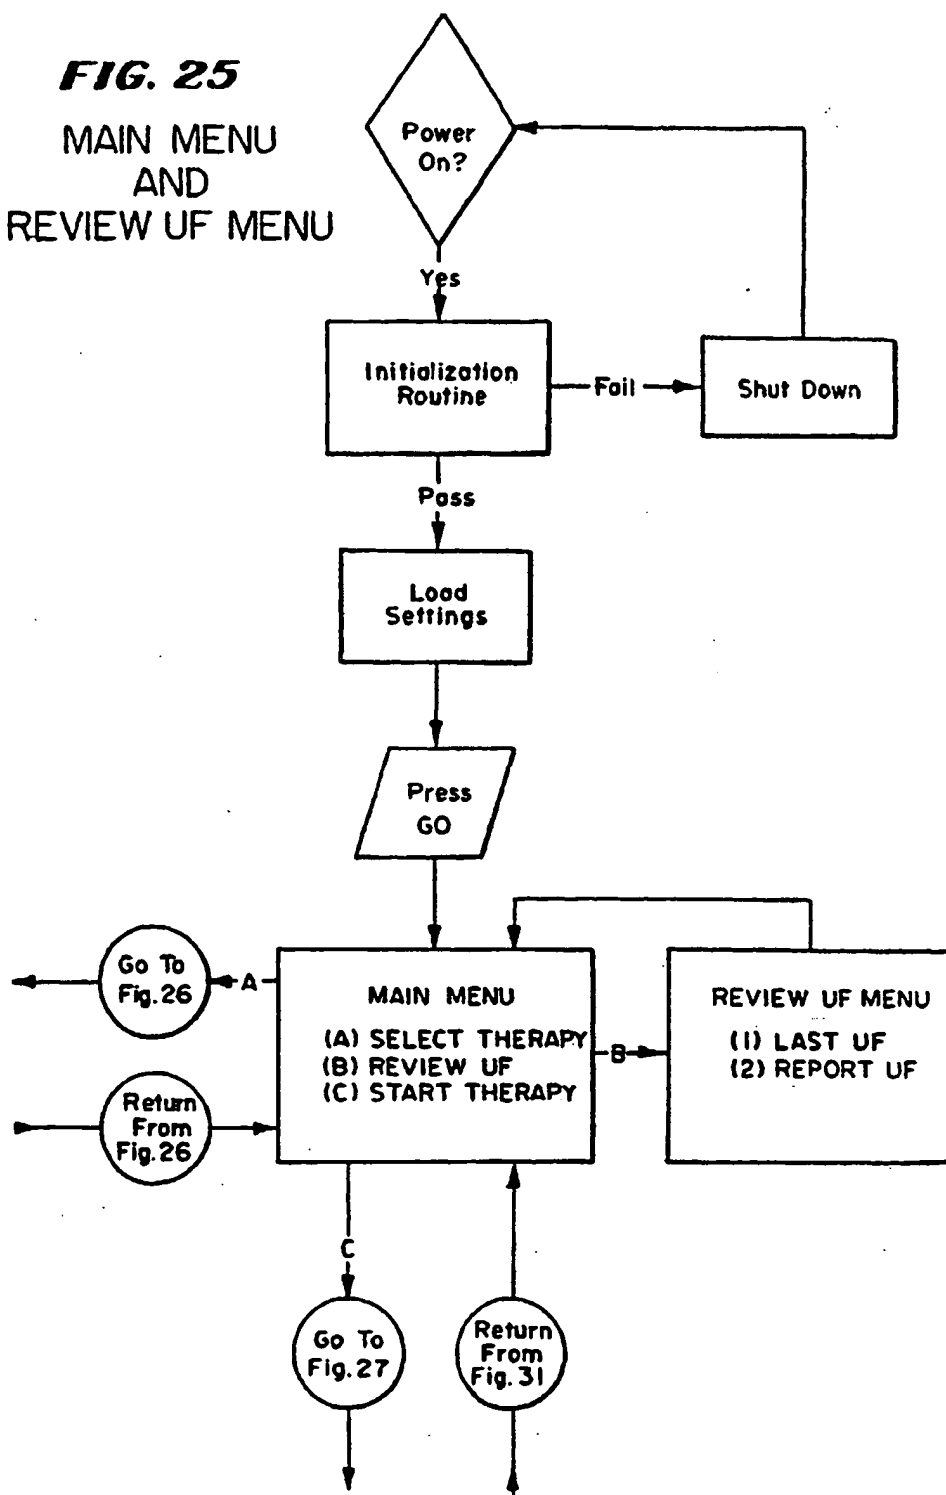 FIG. 25
MAIN MENU
AND
REVIEW UF MENU
Power
On?
Yes
Initialization
Routine
Fail
Shut Down
Pass
Load
Settings
Press
GO
Go To
Fig. 26
A
MAIN MENU
(A) SELECT THERAPY
(B) REVIEW UF
(C) START THERAPY
B
REVIEW UF MENU
(1) LAST UF
(2) REPORT UF
Return
From
Fig. 26
C
Go To
Fig. 27
Return
From
Fig. 31